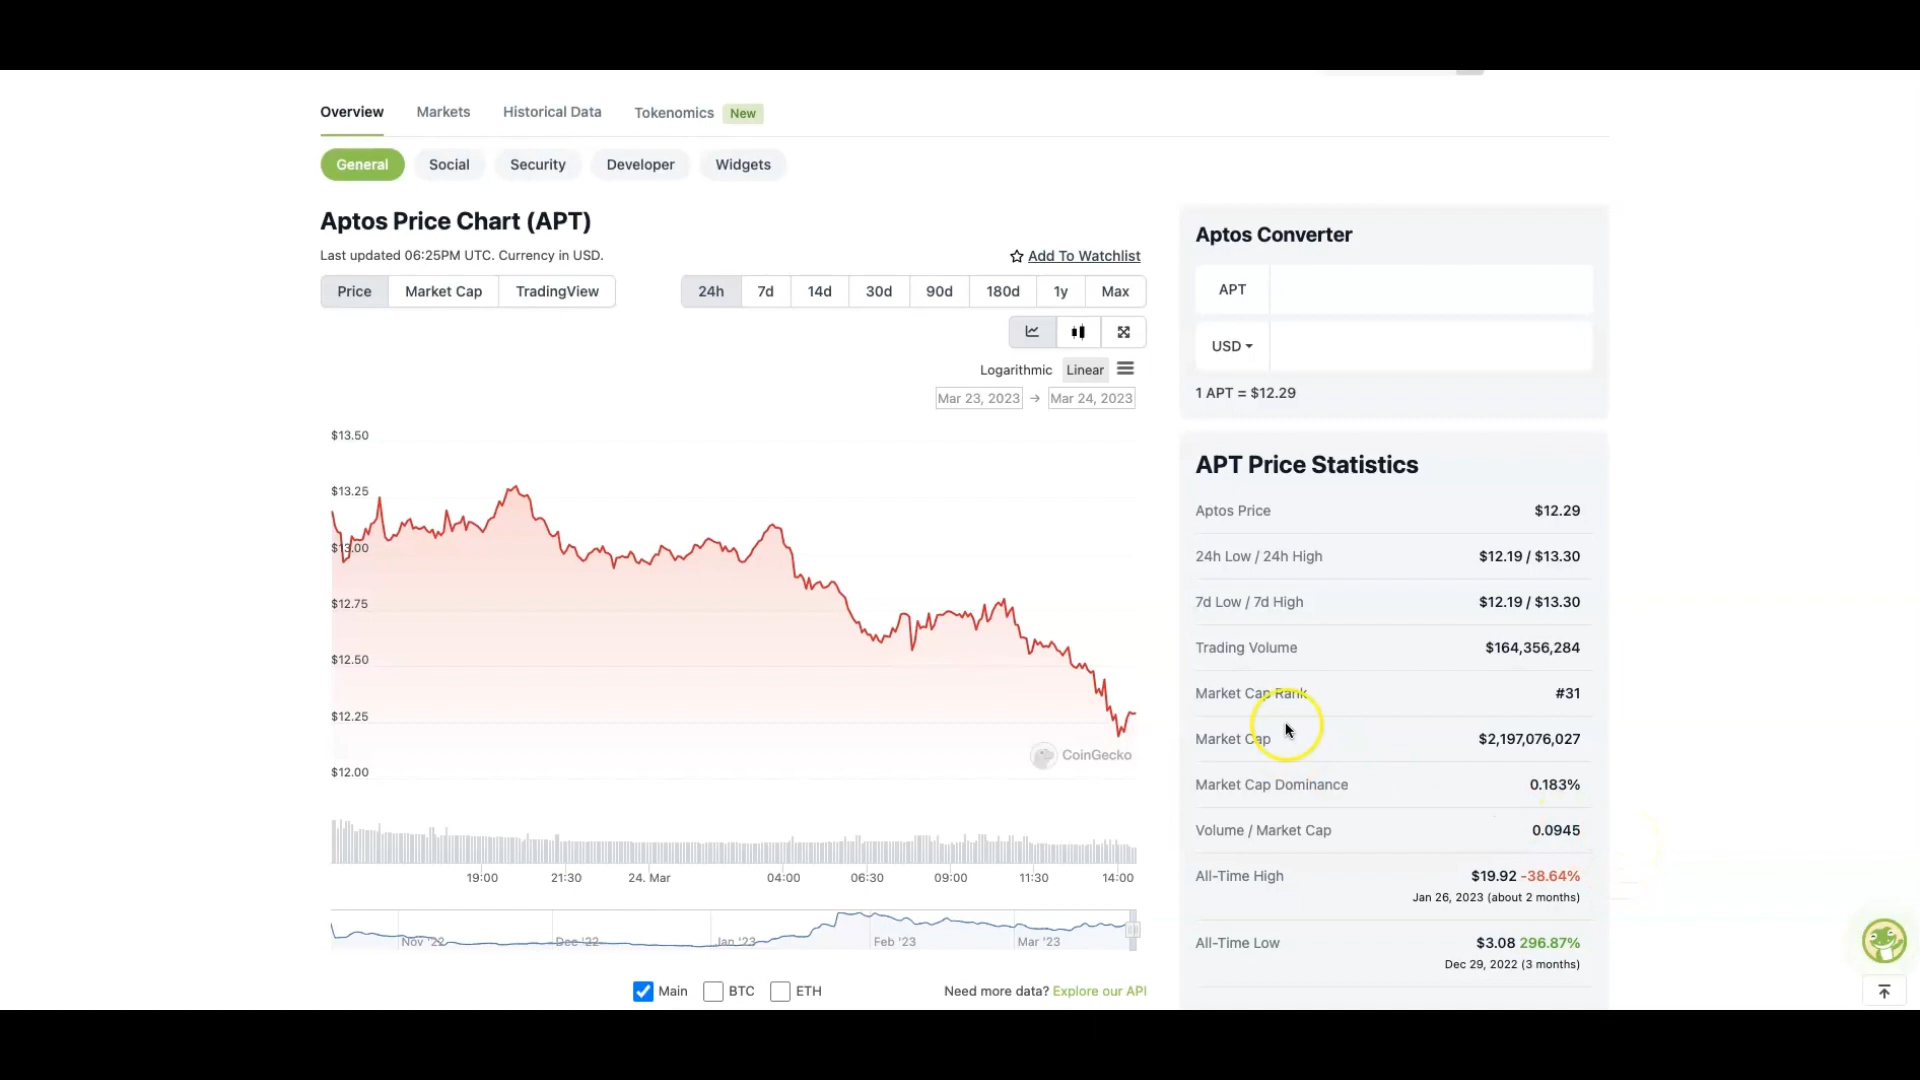 Overview Markets Historical Data Tokenomics New
General Social Security Developer Widgets
Aptos Price Chart (APT)
Last updated 06:25PM UTC. Currency in USD.
Add To Watchlist
Price Market Cap TradingView
24h 7d 14d 30d 90d 180d 1y Max
Logarithmic Linear
Mar 23, 2023 → Mar 24, 2023
$13.50
$13.25
$13.00
$12.75
$12.50
$12.25
$12.00
CoinGecko
19:00 21:30 24. Mar 04:00 06:30 09:00 11:30 14:00
Nov '22 Dec '22 Jan '23 Feb '23 Mar '23
Main BTC ETH
Need more data? Explore our API
Aptos Converter
APT
USD
1 APT = $12.29
APT Price Statistics
Aptos Price $12.29
24h Low / 24h High $12.19 / $13.30
7d Low / 7d High $12.19 / $13.30
Trading Volume $164,356,284
Market Cap Rank #31
Market Cap $2,197,076,027
Market Cap Dominance 0.183%
Volume / Market Cap 0.0945
All-Time High $19.92 -38.64%
Jan 26, 2023 (about 2 months)
All-Time Low $3.08 296.87%
Dec 29, 2022 (3 months)